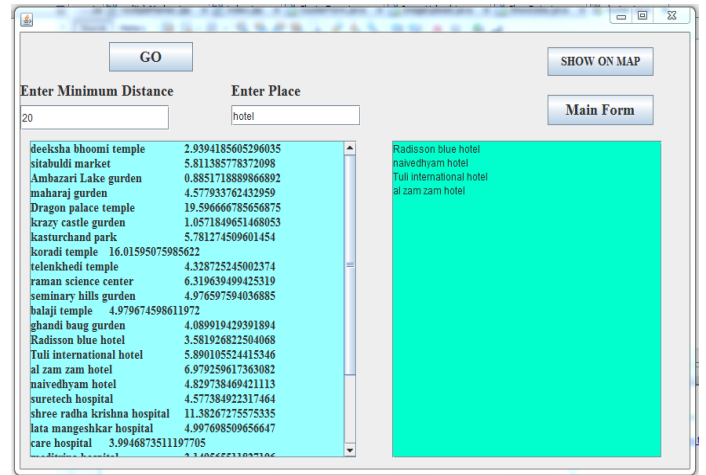 GO
SHOW ON MAP
Enter Minimum Distance Enter Place
Main Form
20 hotel
deeksha bhoomi temple 2.9394185605296035
sitabuldi market 5.811385778372098
Ambazari Lake gurden 0.8851718889866892
maharaj gurden 4.577933762432959
Dragon palace temple 19.596666785656875
krazy castle gurden 1.0571849651468053
kasturchand park 5.781274509601454
koradi temple 16.01595075985622
telenkhedi temple 4.328725245002374
raman science center 6.319639499425319
seminary hills gurden 4.976597594036885
balaji temple 4.979674598611972
ghandi baug gurden 4.089919429391894
Radisson blue hotel 3.581926822504068
Tuli international hotel 5.890105524415346
al zam zam hotel 6.979259617363082
naivedhyam hotel 4.829738469421113
suretech hospital 4.577384922317464
shree radha krishna hospital 11.38267275575335
lata mangeshkar hospital 4.997698509656647
care hospital 3.9946873511197705
Radisson blue hotel
naivedhyam hotel
Tuli international hotel
al zam zam hotel